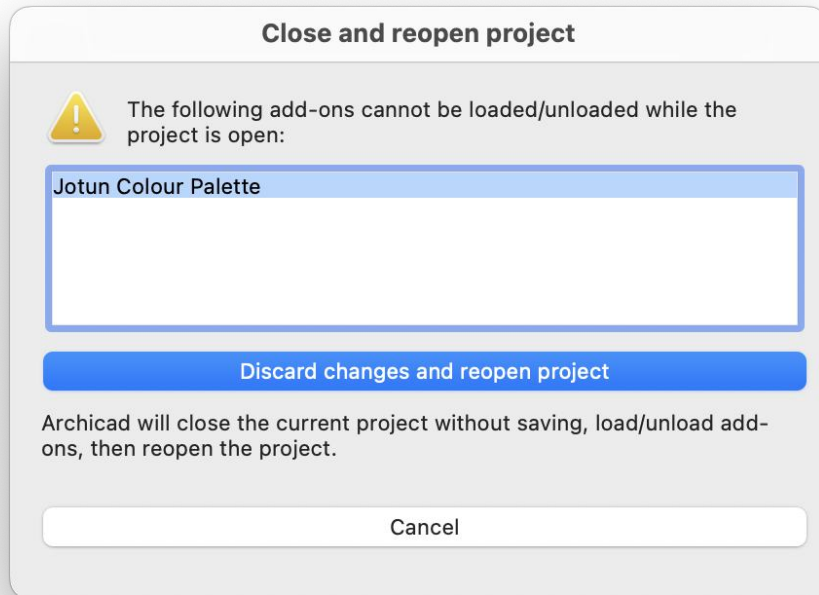 Close and reopen project
The following add-ons cannot be loaded/unloaded while the
project is open:
Jotun Colour Palette
Discard changes and reopen project
Archicad will close the current project without saving, load/unload add-
ons, then reopen the project.
Cancel